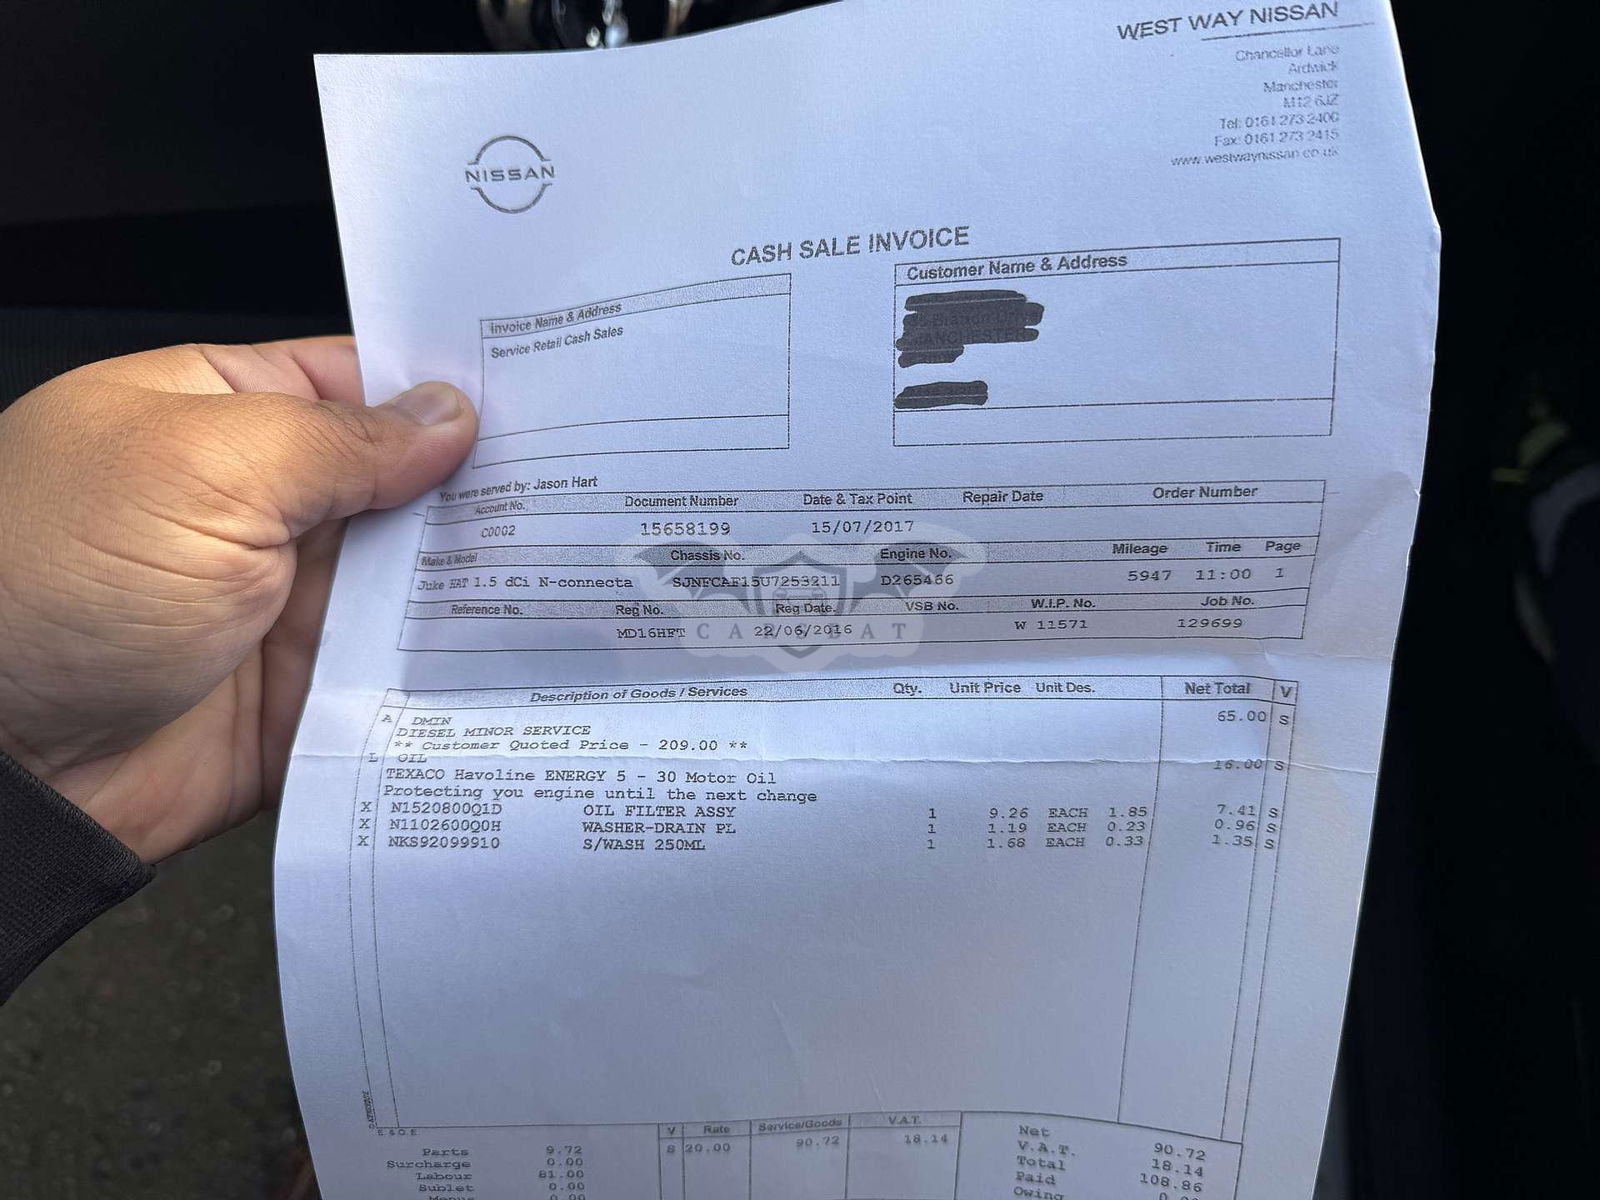 WEST WAY NISSAN
Chancellor Lane
Ardwick
Manchester
M12 6JZ
Tel: 0161 273 2400
Fax: 0161 273 2415
www.westwaynissan.co.uk
NISSAN
CASH SALE INVOICE
Invoice Name & Address
Service Retail Cash Sales
Customer Name & Address
You were served by: Jason Hart
Account No. Document Number Date & Tax Point Repair Date Order Number
C0002 15658199 15/07/2017
Make & Model Chassis No. Engine No. Mileage Time Page
Juke HAT 1.5 dCi N-connecta SJNFCAF15U7253211 D265466 5947 11:00 1
Reference No. Reg No. Reg Date. VSB No. W.I.P. No. Job No.
MD16HFT 22/06/2016 W 11571 129699
CARSBAT
Description of Goods / Services Qty. Unit Price Unit Des. Net Total V
A DMIN 65.00 S
DIESEL MINOR SERVICE
** Customer Quoted Price - 209.00 **
L OIL 16.00 S
TEXACO Havoline ENERGY 5 - 30 Motor Oil
Protecting you engine until the next change
X N1520800Q1D OIL FILTER ASSY 1 9.26 EACH 1.85 7.41 S
X N1102600Q0H WASHER-DRAIN PL 1 1.19 EACH 0.23 0.96 S
X NKS92099910 S/WASH 250ML 1 1.68 EACH 0.33 1.35 S
E & O E
V Rate Service/Goods V.A.T.
S 20.00 90.72 18.14
Parts 9.72
Surcharge 0.00
Labour 81.00
Sublet 0.00
Menus 0.00
Net 90.72
V.A.T. 18.14
Total 108.86
Paid
Owing